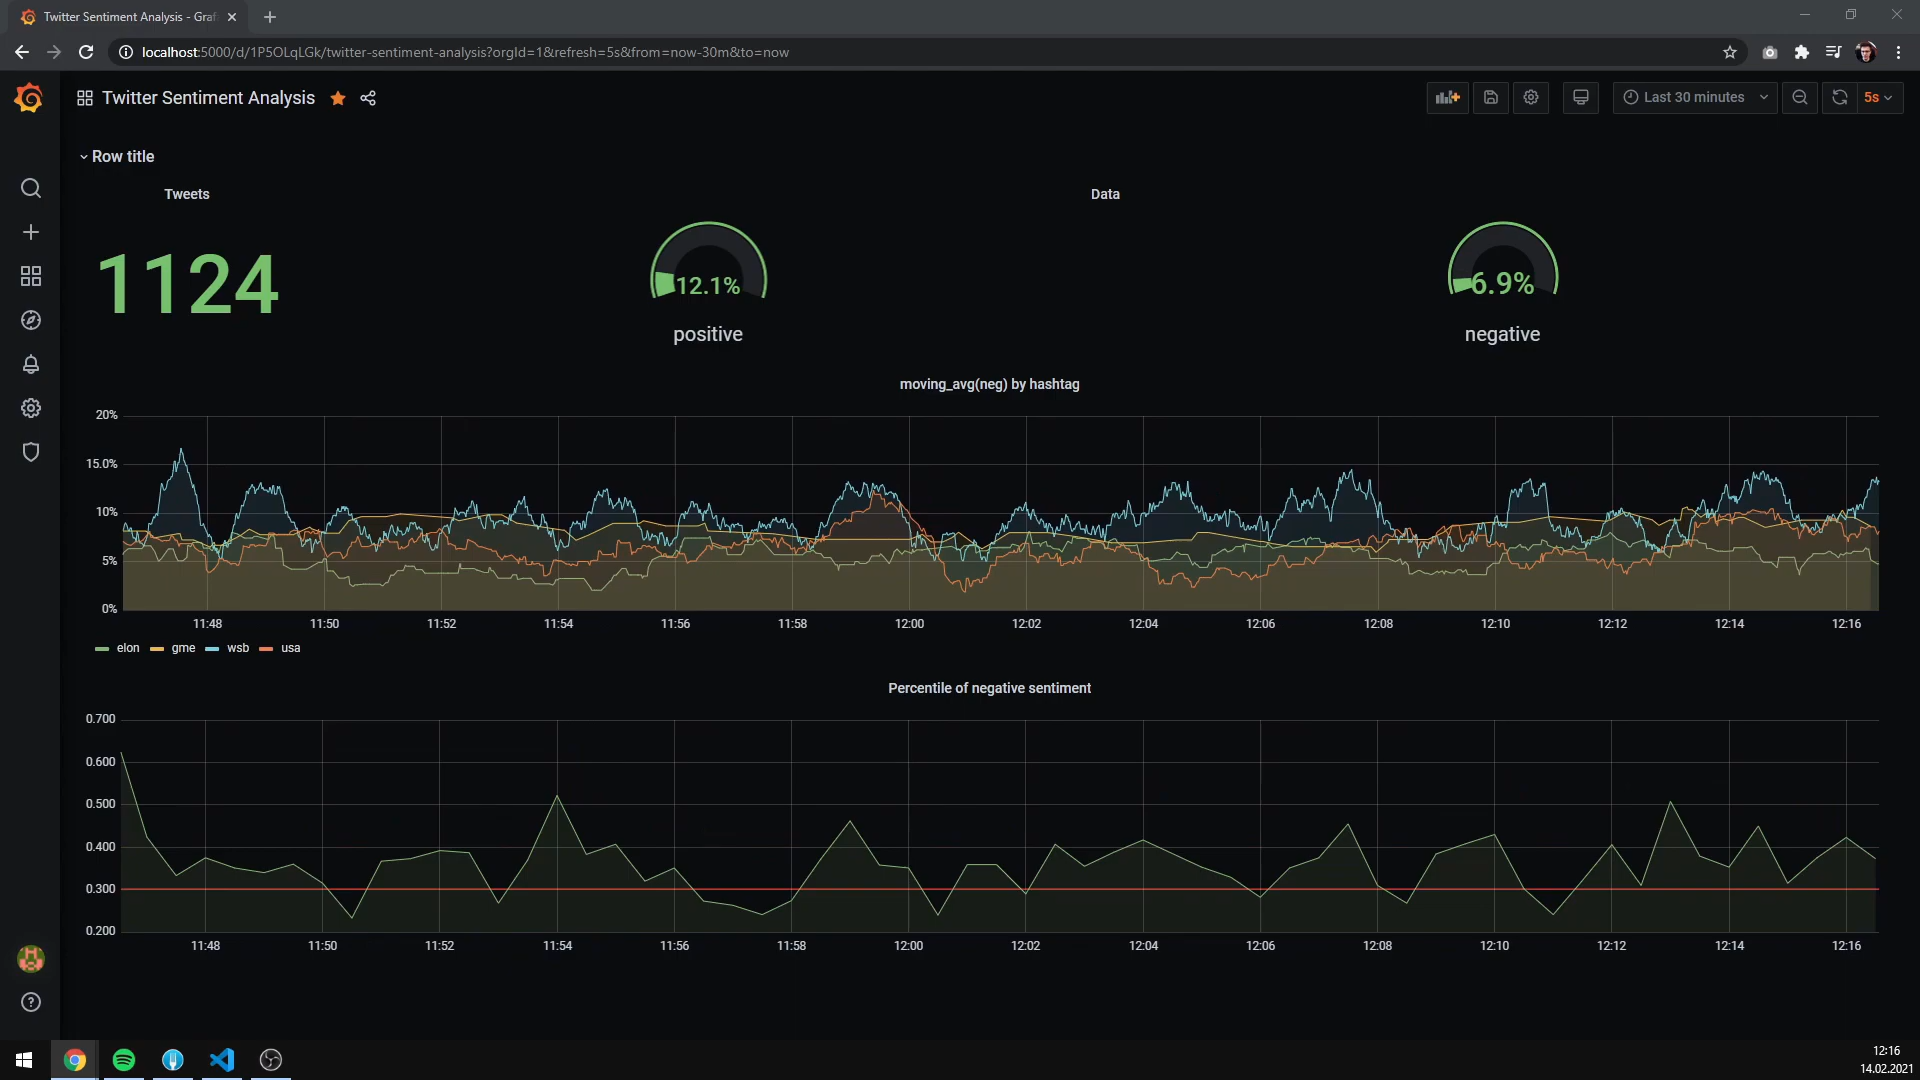 Twitter Sentiment Analysis - Graf
localhost:5000/d/1P5OLqLGk/twitter-sentiment-analysis?orgId=1&refresh=5s&from=now-30m&to=now
Twitter Sentiment Analysis
Last 30 minutes
5s
Row title
Tweets
Data
1124
12.1%
6.9%
positive
negative
moving_avg(neg) by hashtag
20%
15.0%
10%
5%
0%
11:48 11:50 11:52 11:54 11:56 11:58 12:00 12:02 12:04 12:06 12:08 12:10 12:12 12:14 12:16
elon gme wsb usa
Percentile of negative sentiment
0.700
0.600
0.500
0.400
0.300
0.200
11:48 11:50 11:52 11:54 11:56 11:58 12:00 12:02 12:04 12:06 12:08 12:10 12:12 12:14 12:16
12:16
14.02.2021